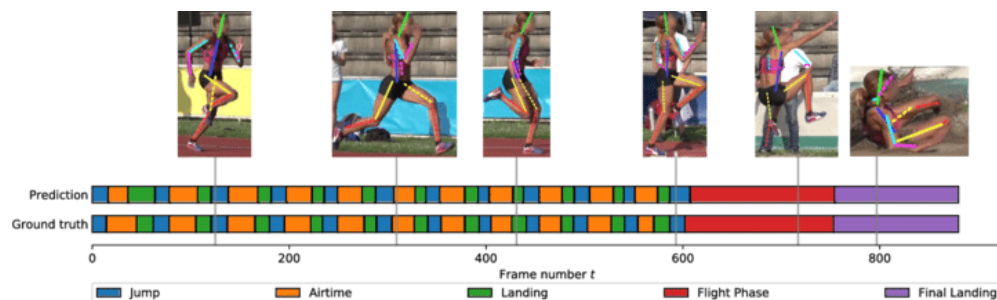 Prediction
Ground truth
0 200 400 600 800
Frame number t
Jump Airtime Landing Flight Phase Final Landing